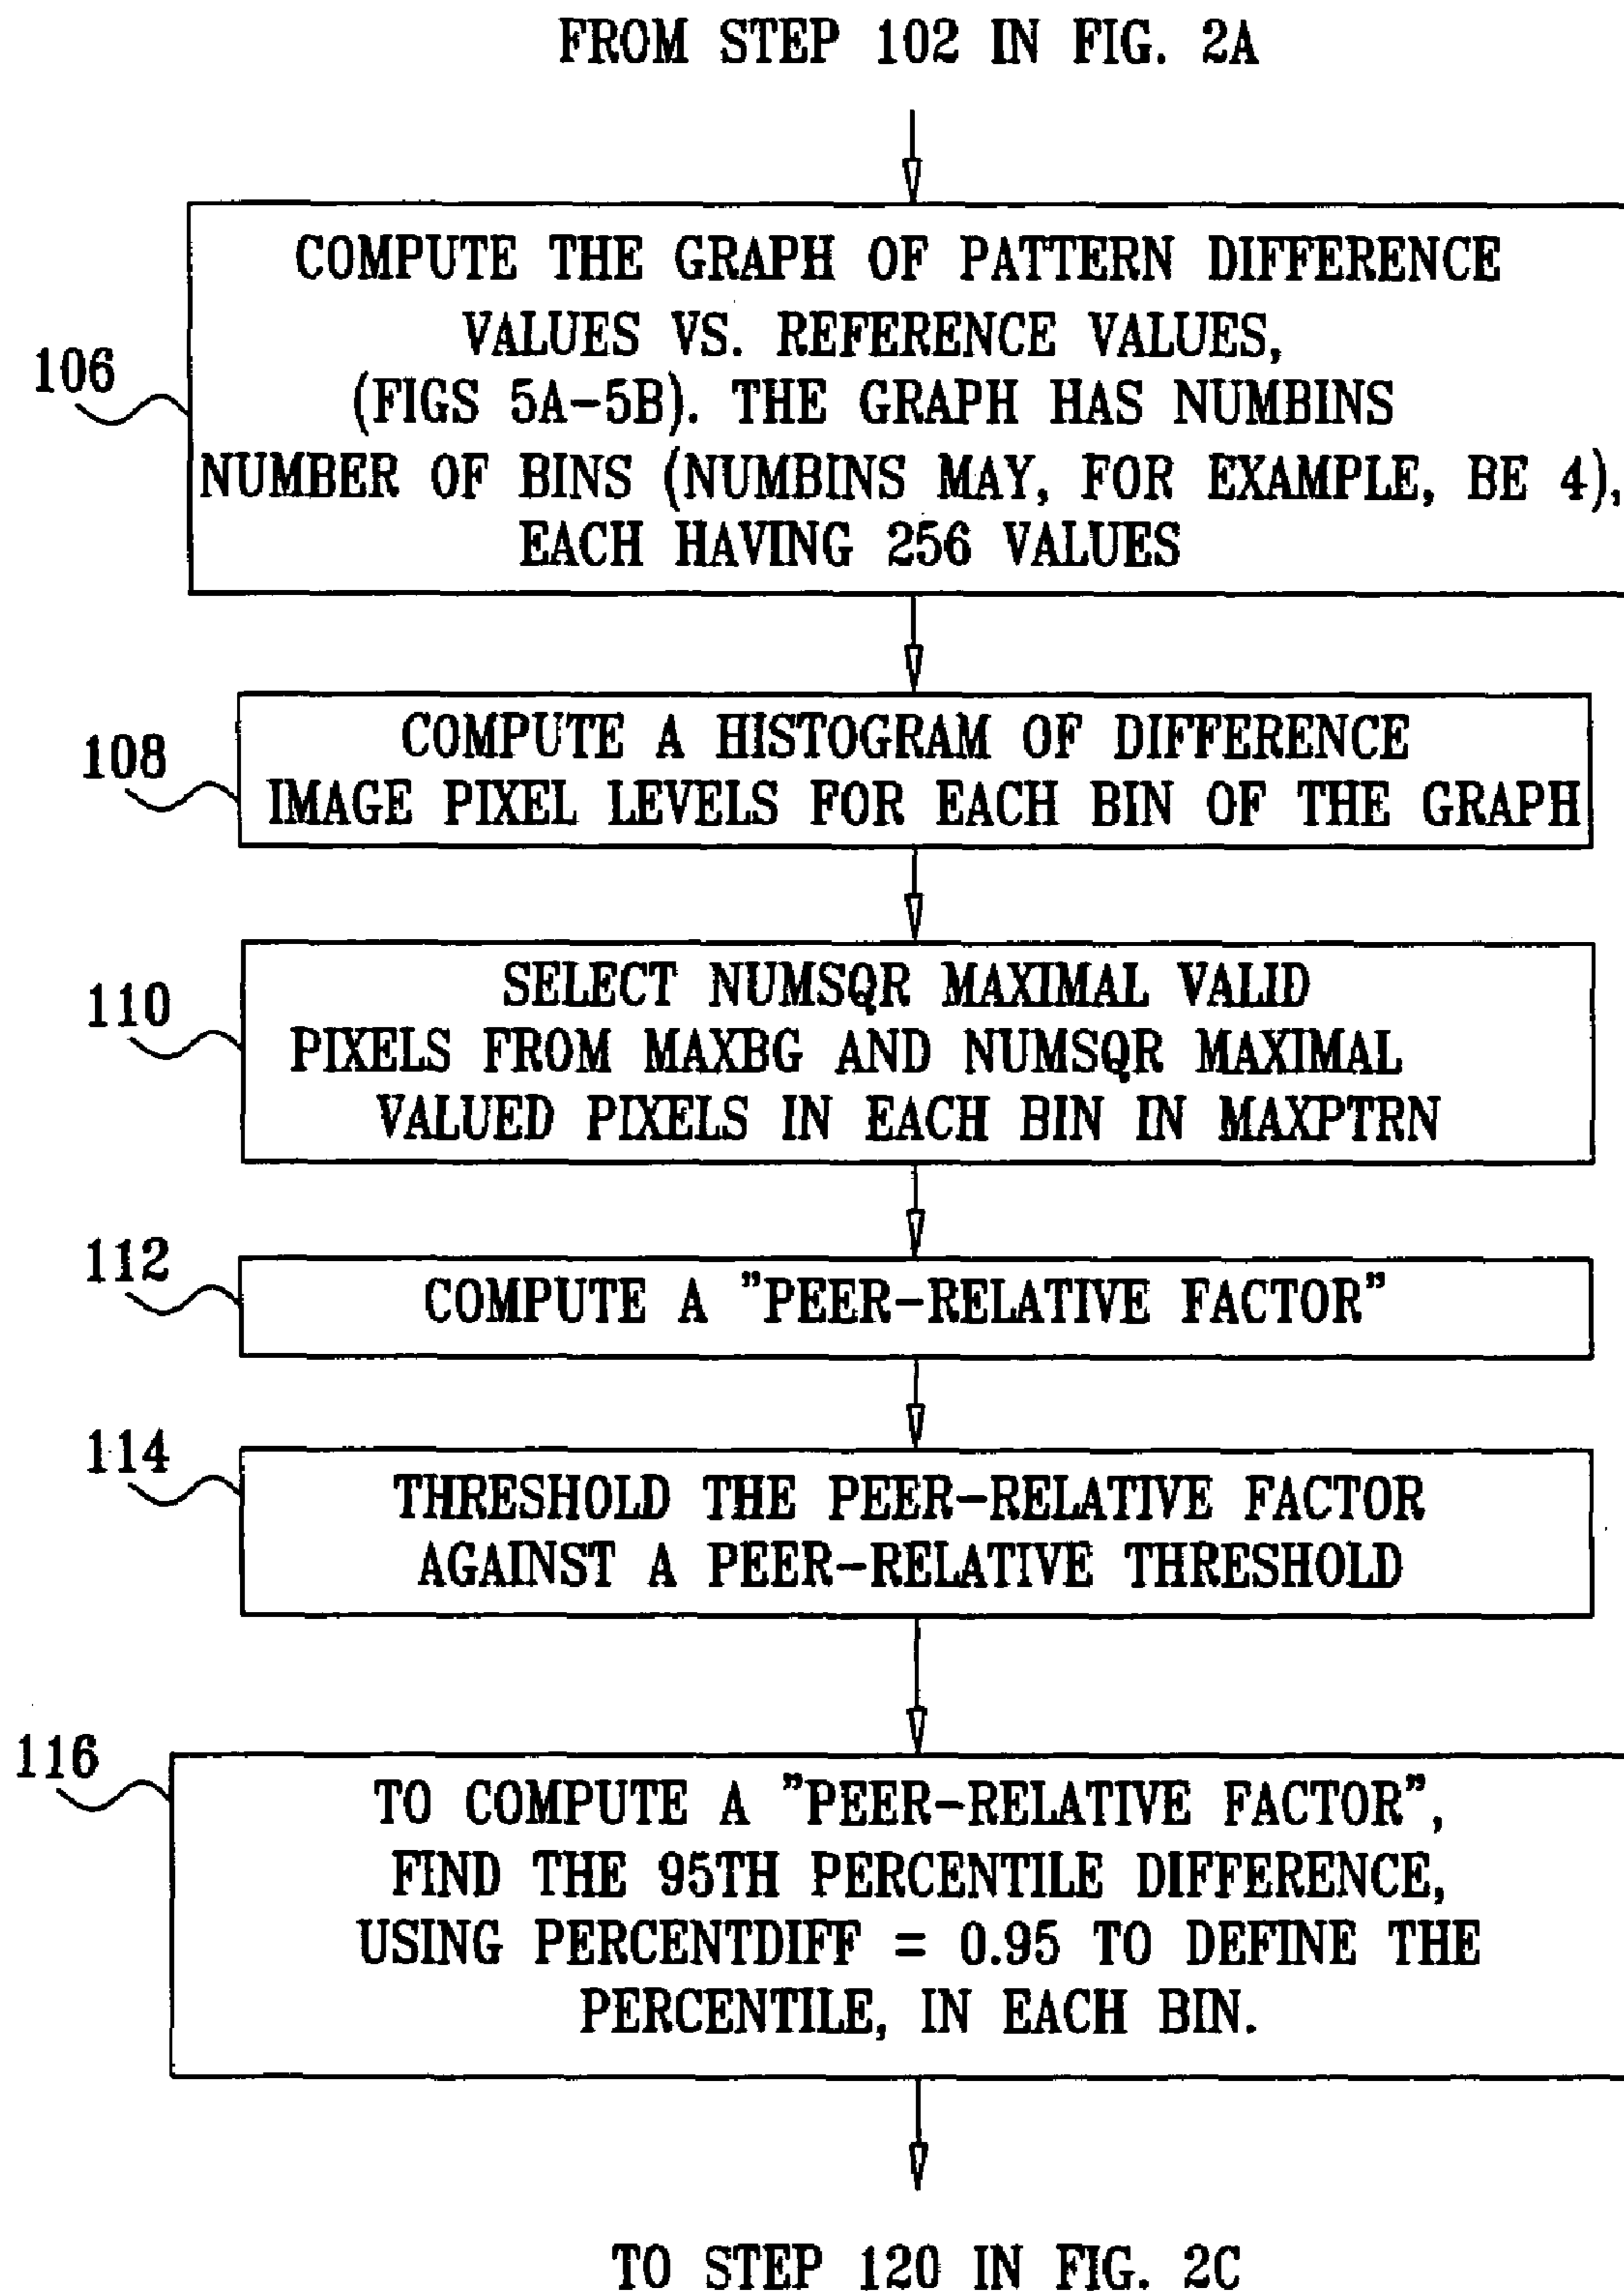 FROM STEP 102 IN FIG. 2A
106
COMPUTE THE GRAPH OF PATTERN DIFFERENCE
VALUES VS. REFERENCE VALUES,
(FIGS 5A-5B). THE GRAPH HAS NUMBINS
NUMBER OF BINS (NUMBINS MAY, FOR EXAMPLE, BE 4),
EACH HAVING 256 VALUES
108
COMPUTE A HISTOGRAM OF DIFFERENCE
IMAGE PIXEL LEVELS FOR EACH BIN OF THE GRAPH
110
SELECT NUMSQR MAXIMAL VALID
PIXELS FROM MAXBG AND NUMSQR MAXIMAL
VALUED PIXELS IN EACH BIN IN MAXPTRN
112
COMPUTE A "PEER-RELATIVE FACTOR"
114
THRESHOLD THE PEER-RELATIVE FACTOR
AGAINST A PEER-RELATIVE THRESHOLD
116
TO COMPUTE A "PEER-RELATIVE FACTOR",
FIND THE 95TH PERCENTILE DIFFERENCE,
USING PERCENTDIFF = 0.95 TO DEFINE THE
PERCENTILE, IN EACH BIN.
TO STEP 120 IN FIG. 2C